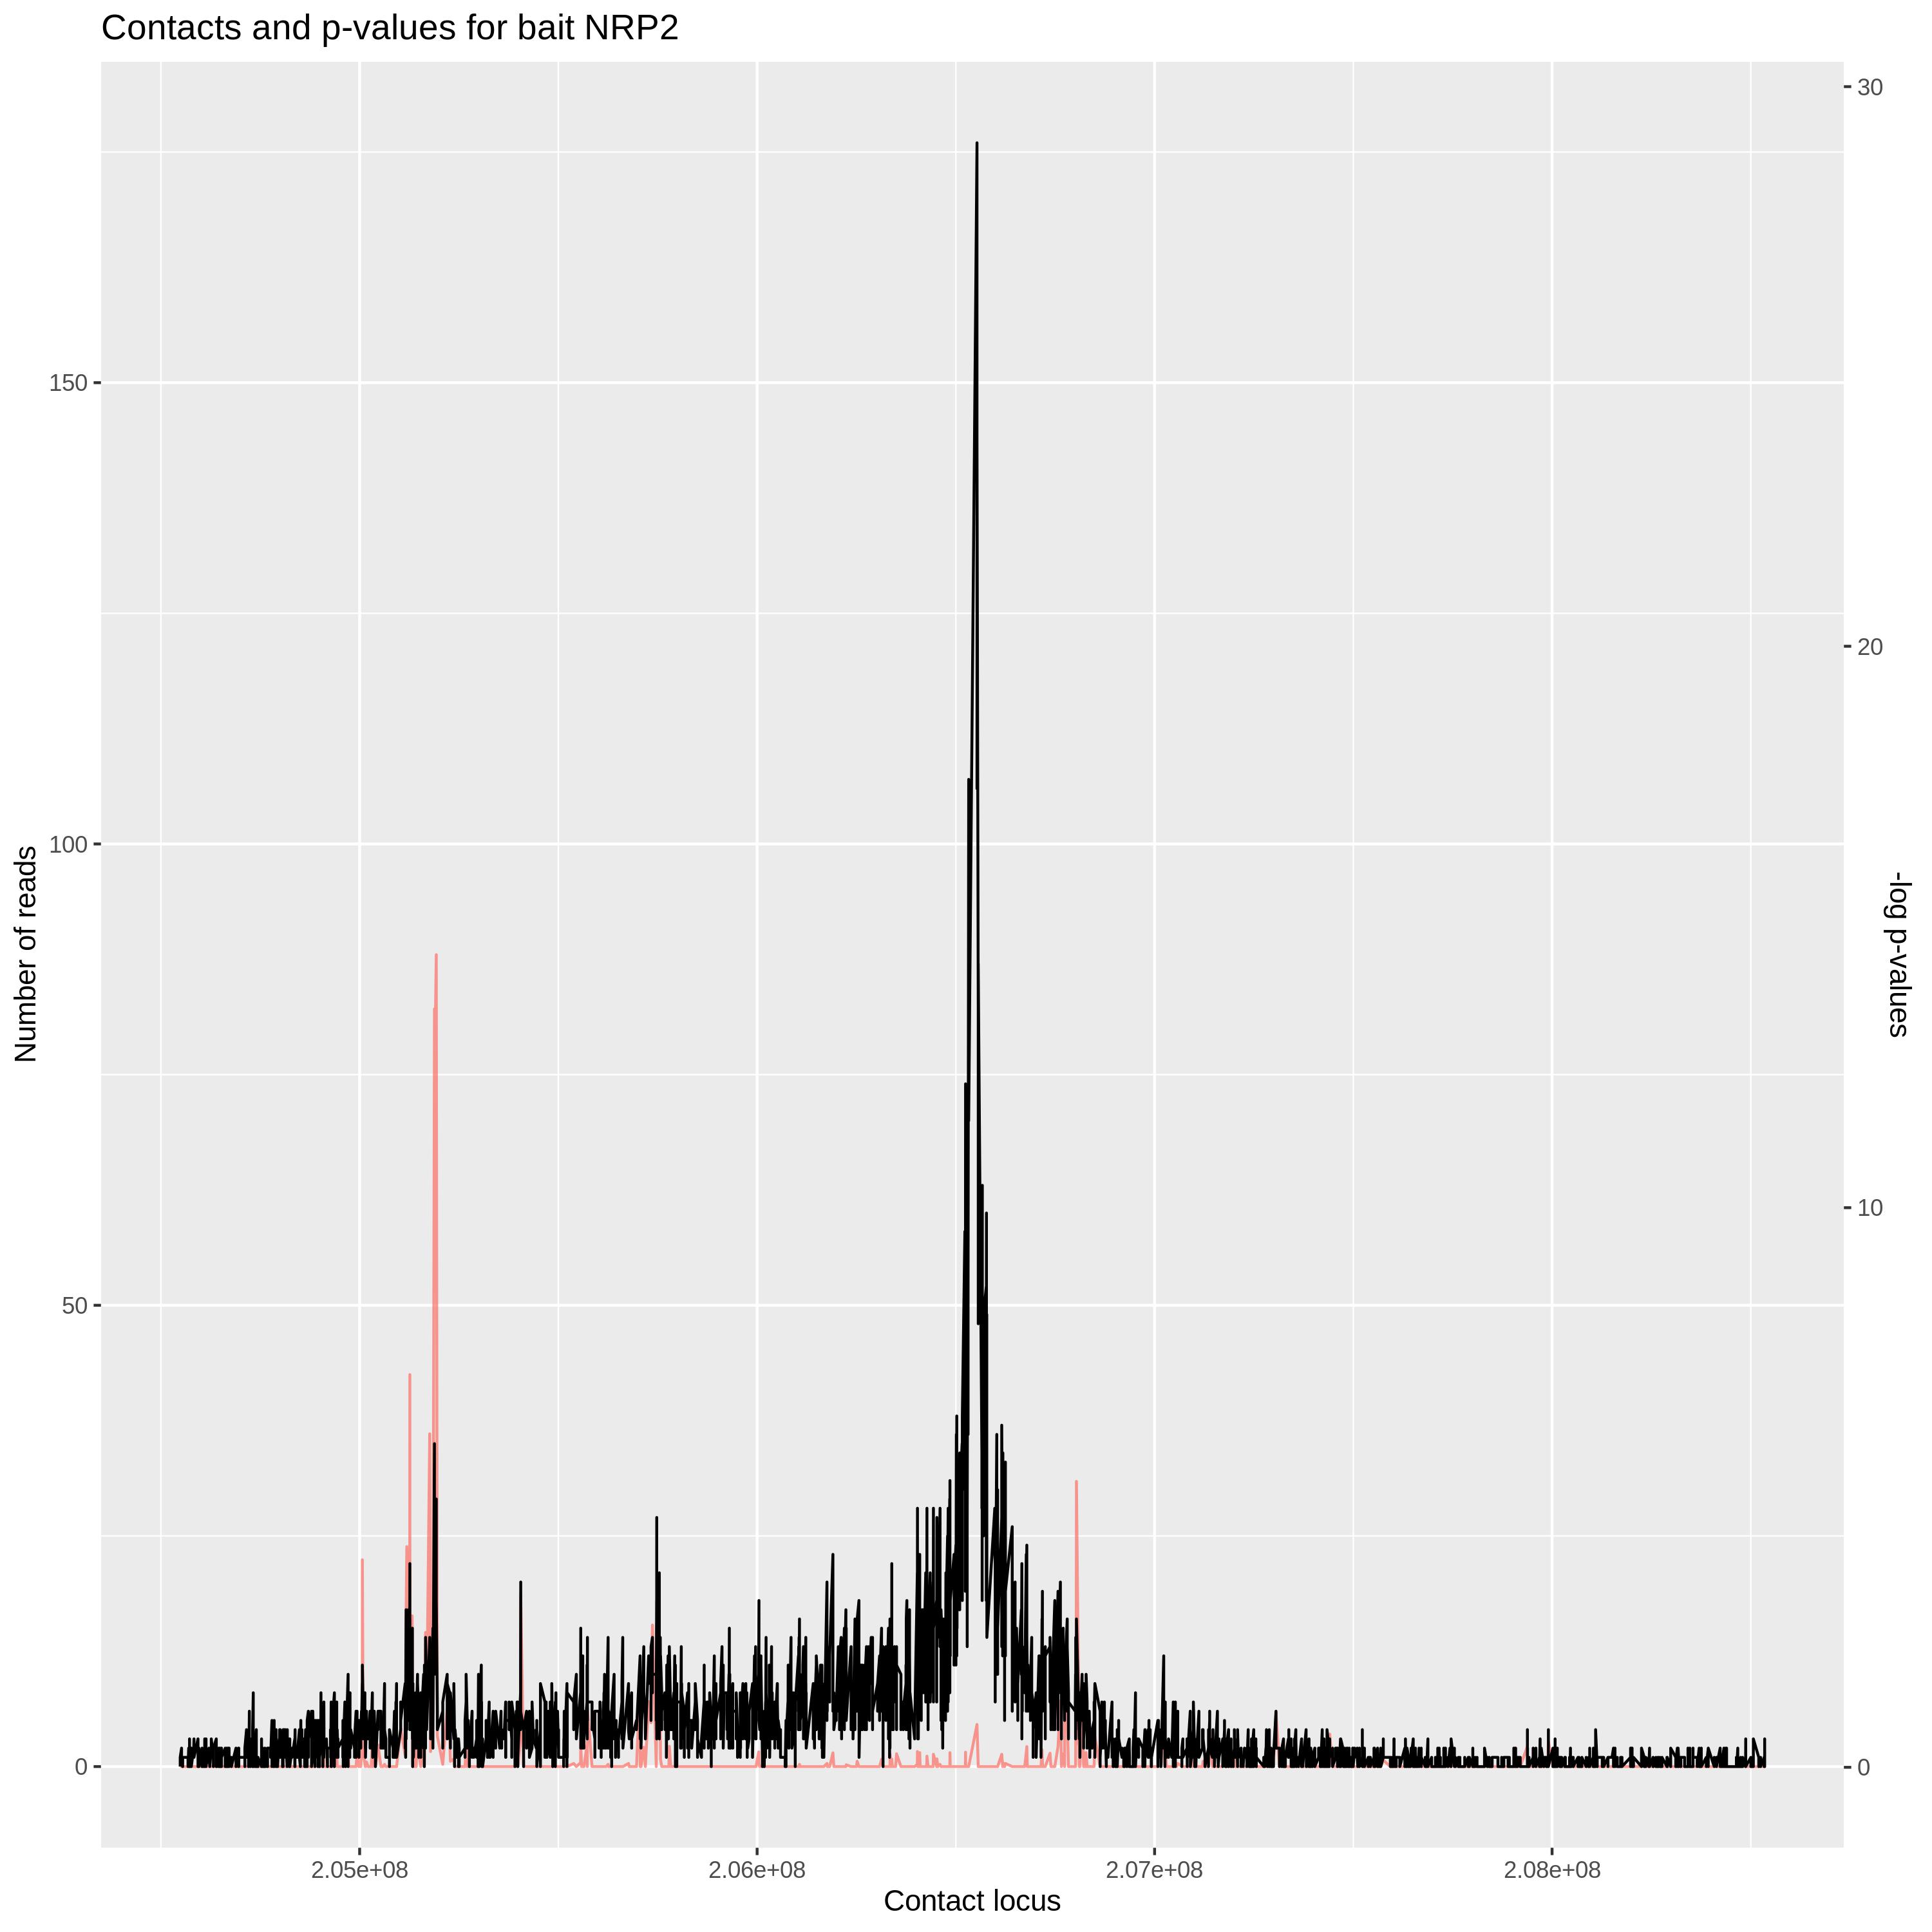 Contacts and p-values for bait NRP2
30
150
20
100
Number of reads
-log p-values
10
50
0
0
2.05e+08
2.06e+08
2.07e+08
2.08e+08
Contact locus